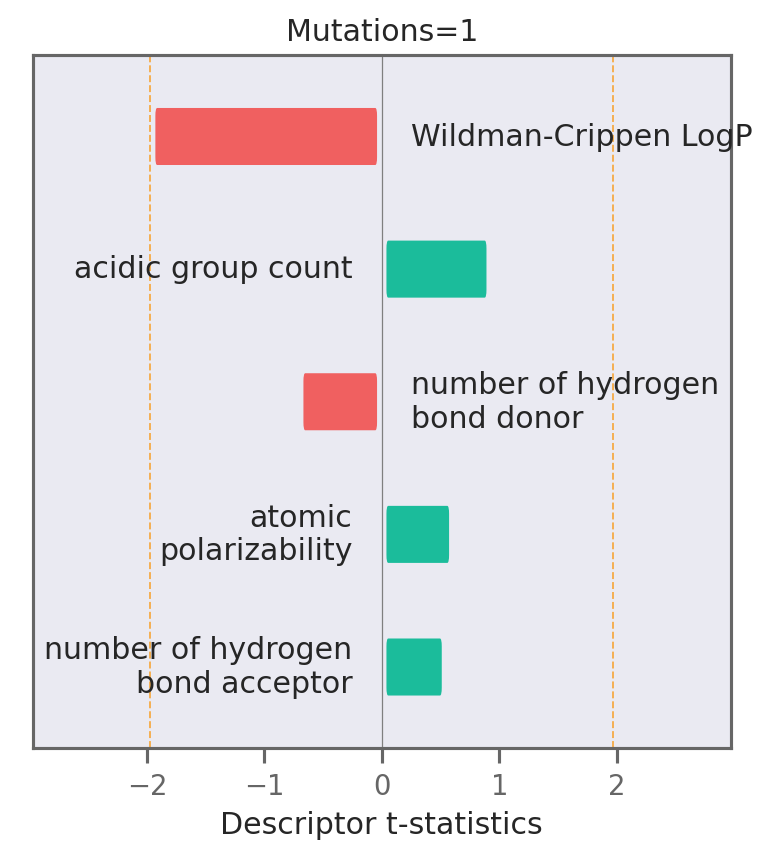 Mutations=1
Wildman-Crippen LogP
acidic group count
number of hydrogen
bond donor
atomic
polarizability
number of hydrogen
bond acceptor
−2 −1 0 1 2
Descriptor t-statistics